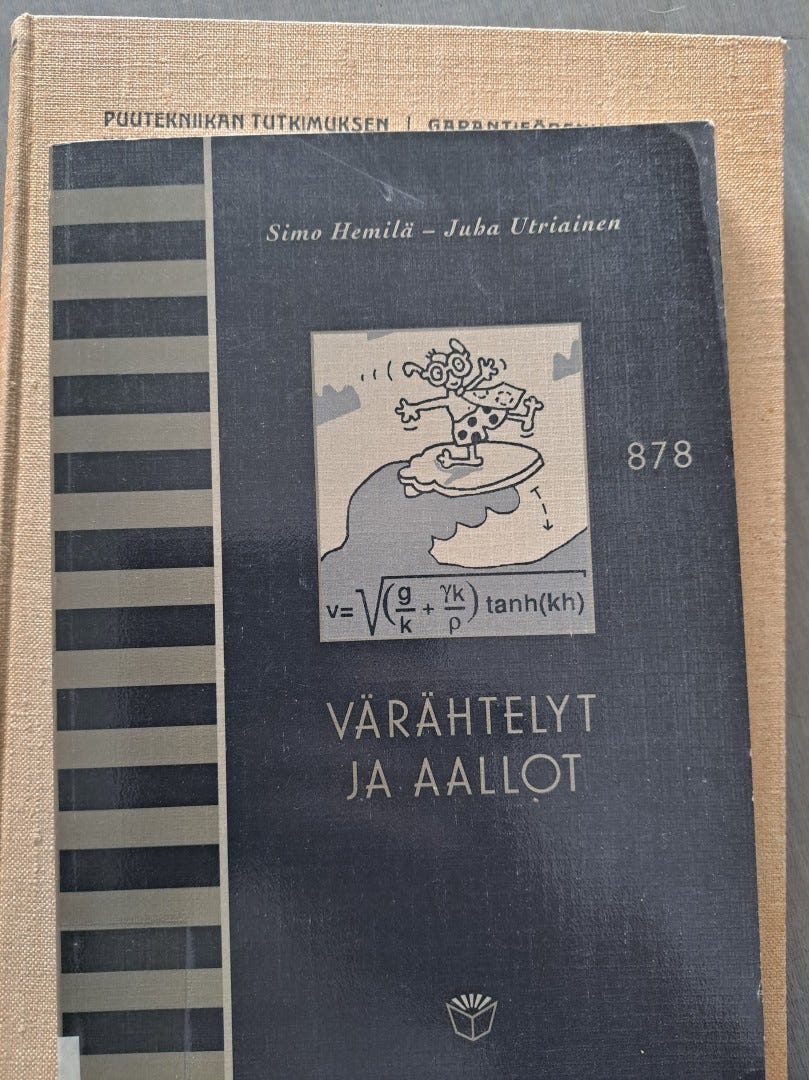 PUUTEKNIIKAN TUTKIMUKSEN | 
Simo Hemilä – Juha Utriainen
878
v=√((g/k + γk/ρ) tanh(kh))
VÄRÄHTELYT
JA AALLOT